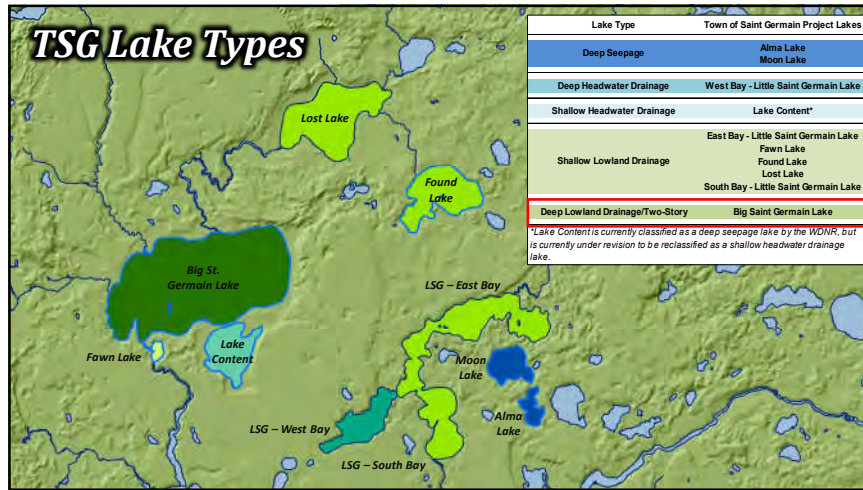 TSG Lake Types
Lake Type Town of Saint Germain Project Lakes
Deep Seepage Alma Lake
Moon Lake
Deep Headwater Drainage West Bay - Little Saint Germain Lake
Shallow Headwater Drainage Lake Content*
Shallow Lowland Drainage East Bay - Little Saint Germain Lake
Fawn Lake
Found Lake
Lost Lake
South Bay - Little Saint Germain Lake
Deep Lowland Drainage/Two-Story Big Saint Germain Lake
*Lake Content is currently classified as a deep seepage lake by the WDNR, but
is currently under revision to be reclassified as a shallow headwater drainage
lake.
Lost Lake
Found
Lake
Big St.
Germain Lake
LSG – East Bay
Fawn Lake
Lake
Content
Moon
Lake
Alma
Lake
LSG – West Bay
LSG – South Bay